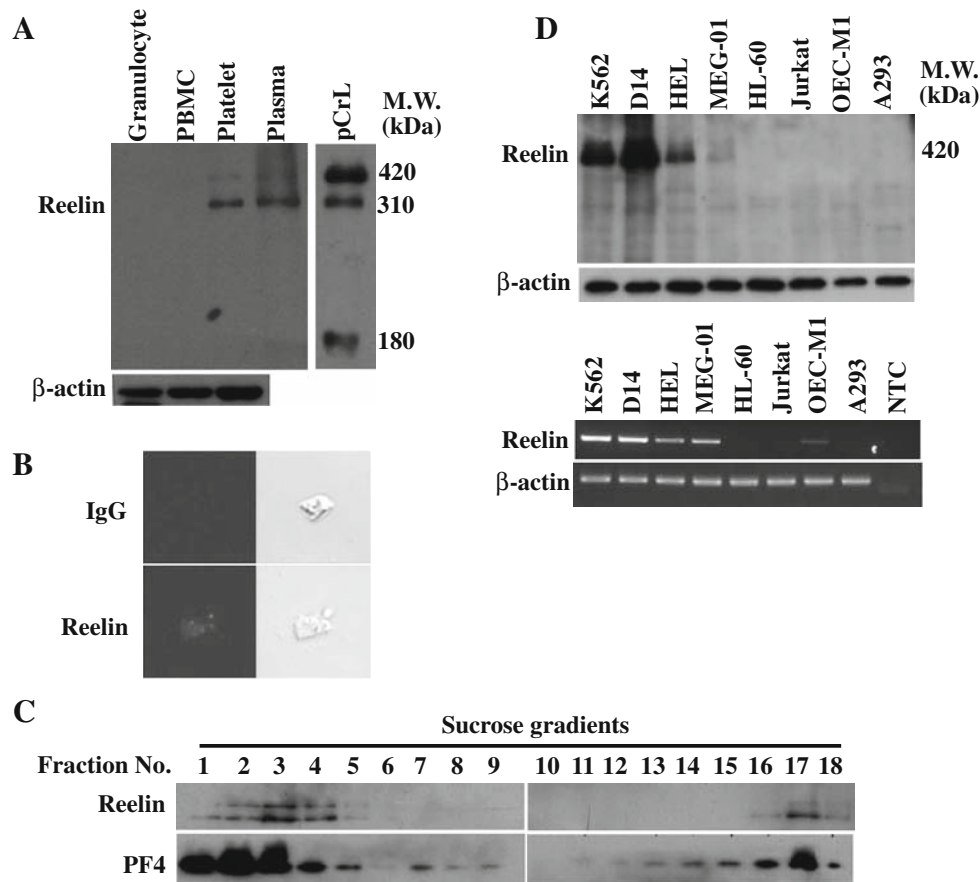 A
Granulocyte
PBMC
Platelet
Plasma
pCrL
M.W.
(kDa)
Reelin
420
310
180
β-actin
B
IgG
Reelin
C
Sucrose gradients
Fraction No. 1 2 3 4 5 6 7 8 9 10 11 12 13 14 15 16 17 18
Reelin
PF4
D
K562
D14
HEL
MEG-01
HL-60
Jurkat
OEC-M1
A293
M.W.
(kDa)
Reelin
420
β-actin
K562
D14
HEL
MEG-01
HL-60
Jurkat
OEC-M1
A293
NTC
Reelin
β-actin